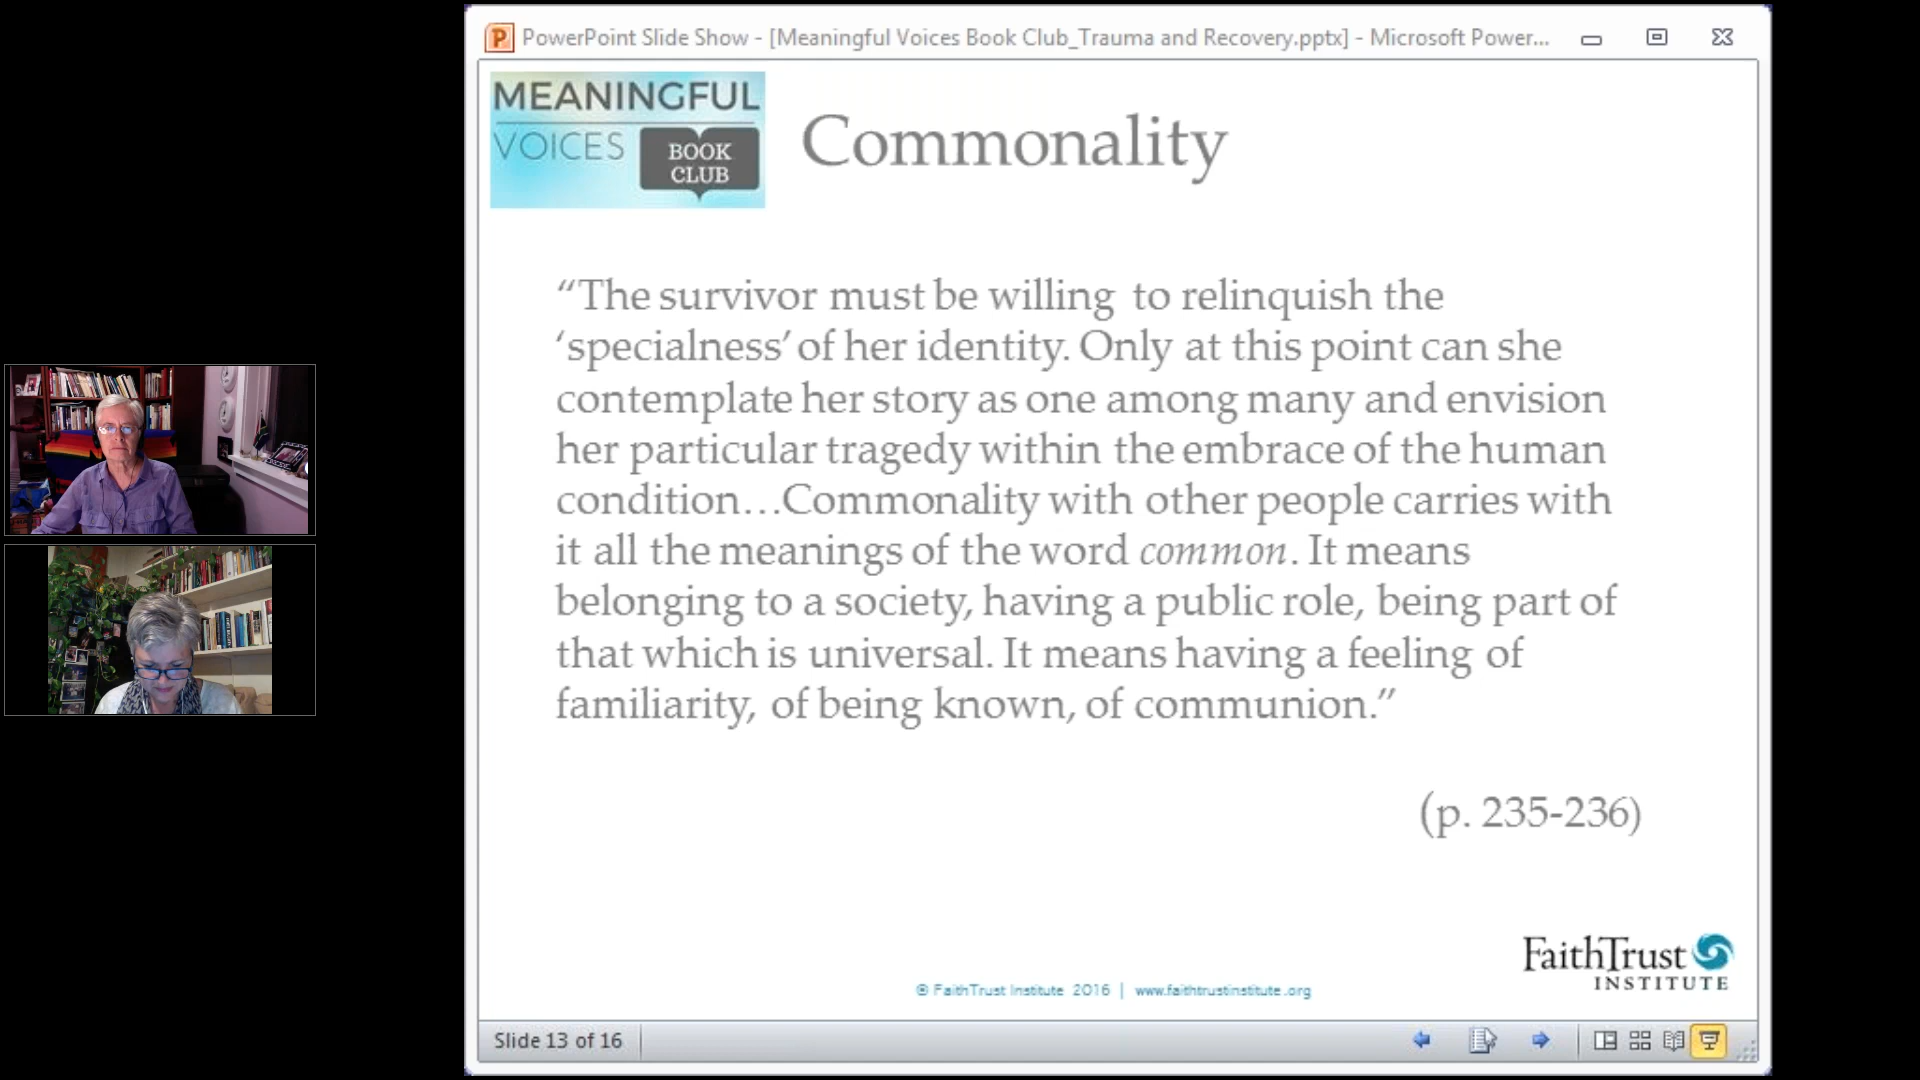 PowerPoint Slide Show - [Meaningful Voices Book Club_Trauma and Recovery.pptx] - Microsoft Power...
MEANINGFUL
VOICES
BOOK
CLUB
Commonality
“The survivor must be willing to relinquish the
‘specialness’ of her identity. Only at this point can she
contemplate her story as one among many and envision
her particular tragedy within the embrace of the human
condition…Commonality with other people carries with
it all the meanings of the word common. It means
belonging to a society, having a public role, being part of
that which is universal. It means having a feeling of
familiarity, of being known, of communion.”
(p. 235-236)
FaithTrust
INSTITUTE
© FaithTrust Institute 2016 | www.faithtrustinstitute.org
Slide 13 of 16